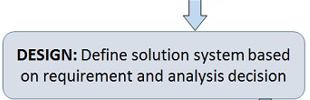 DESIGN: Define solution system based
on requirement and analysis decision